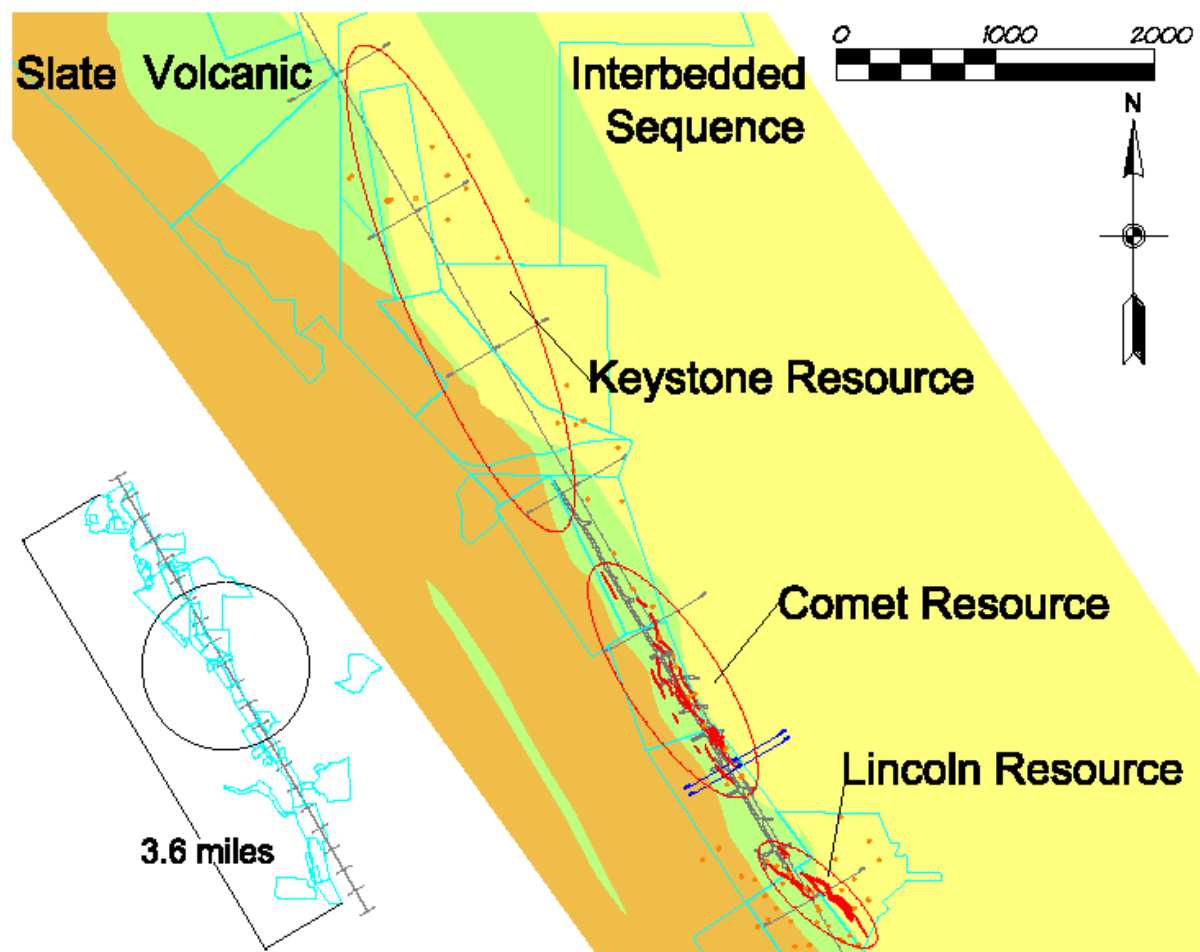 0 1000 2000
Slate Volcanic
Interbedded
Sequence
N
Keystone Resource
Comet Resource
Lincoln Resource
3.6 miles